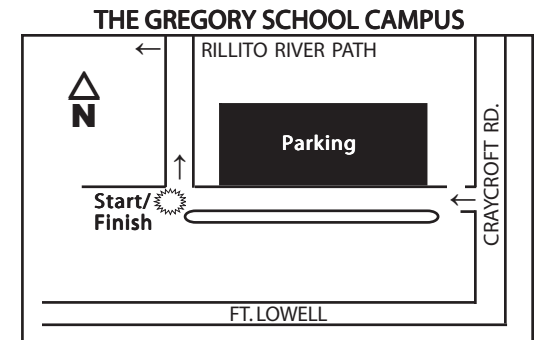 THE GREGORY SCHOOL CAMPUS
RILLITO RIVER PATH
N
Parking
CRAYCROFT RD.
Start/
Finish
FT. LOWELL